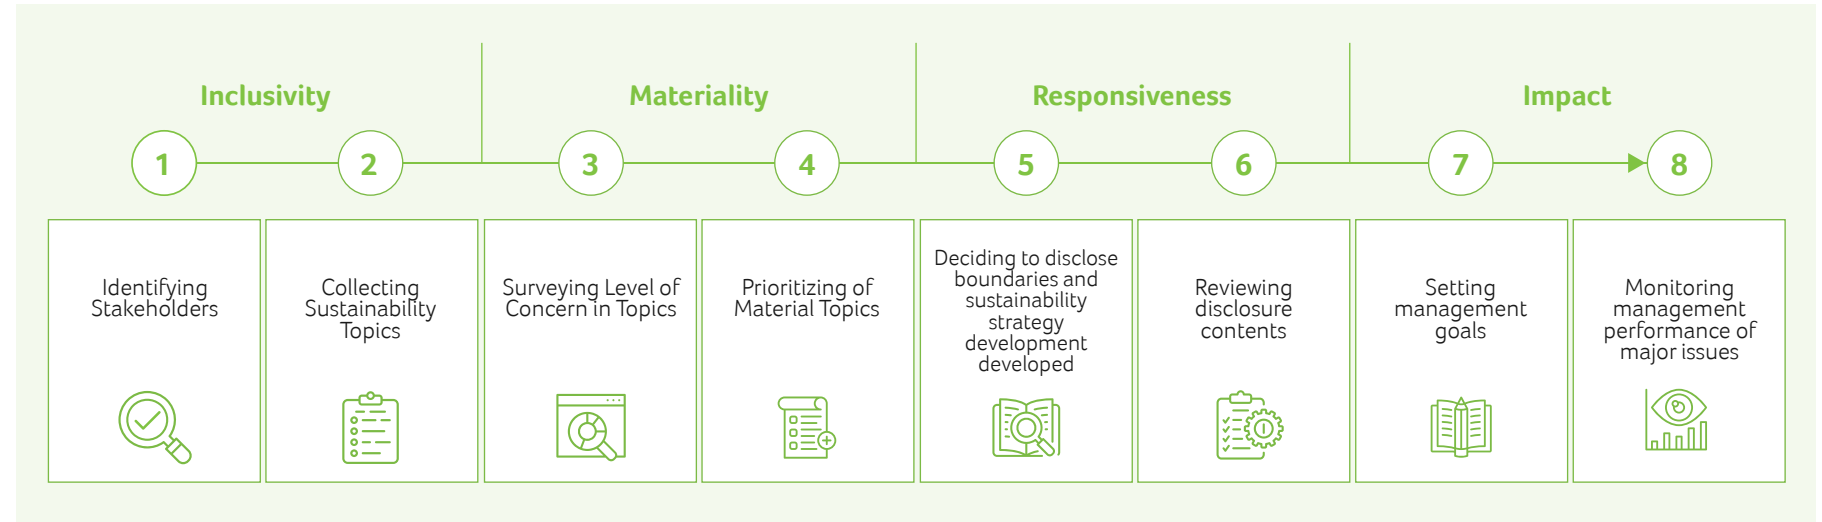 Inclusivity
Materiality
Responsiveness
Impact
1
2
3
4
5
6
7
8
Identifying
Stakeholders
Collecting
Sustainability
Topics
Surveying Level of
Concern in Topics
Prioritizing of
Material Topics
Deciding to disclose
boundaries and
sustainability
strategy
development
developed
Reviewing
disclosure
contents
Setting
management
goals
Monitoring
management
performance of
major issues